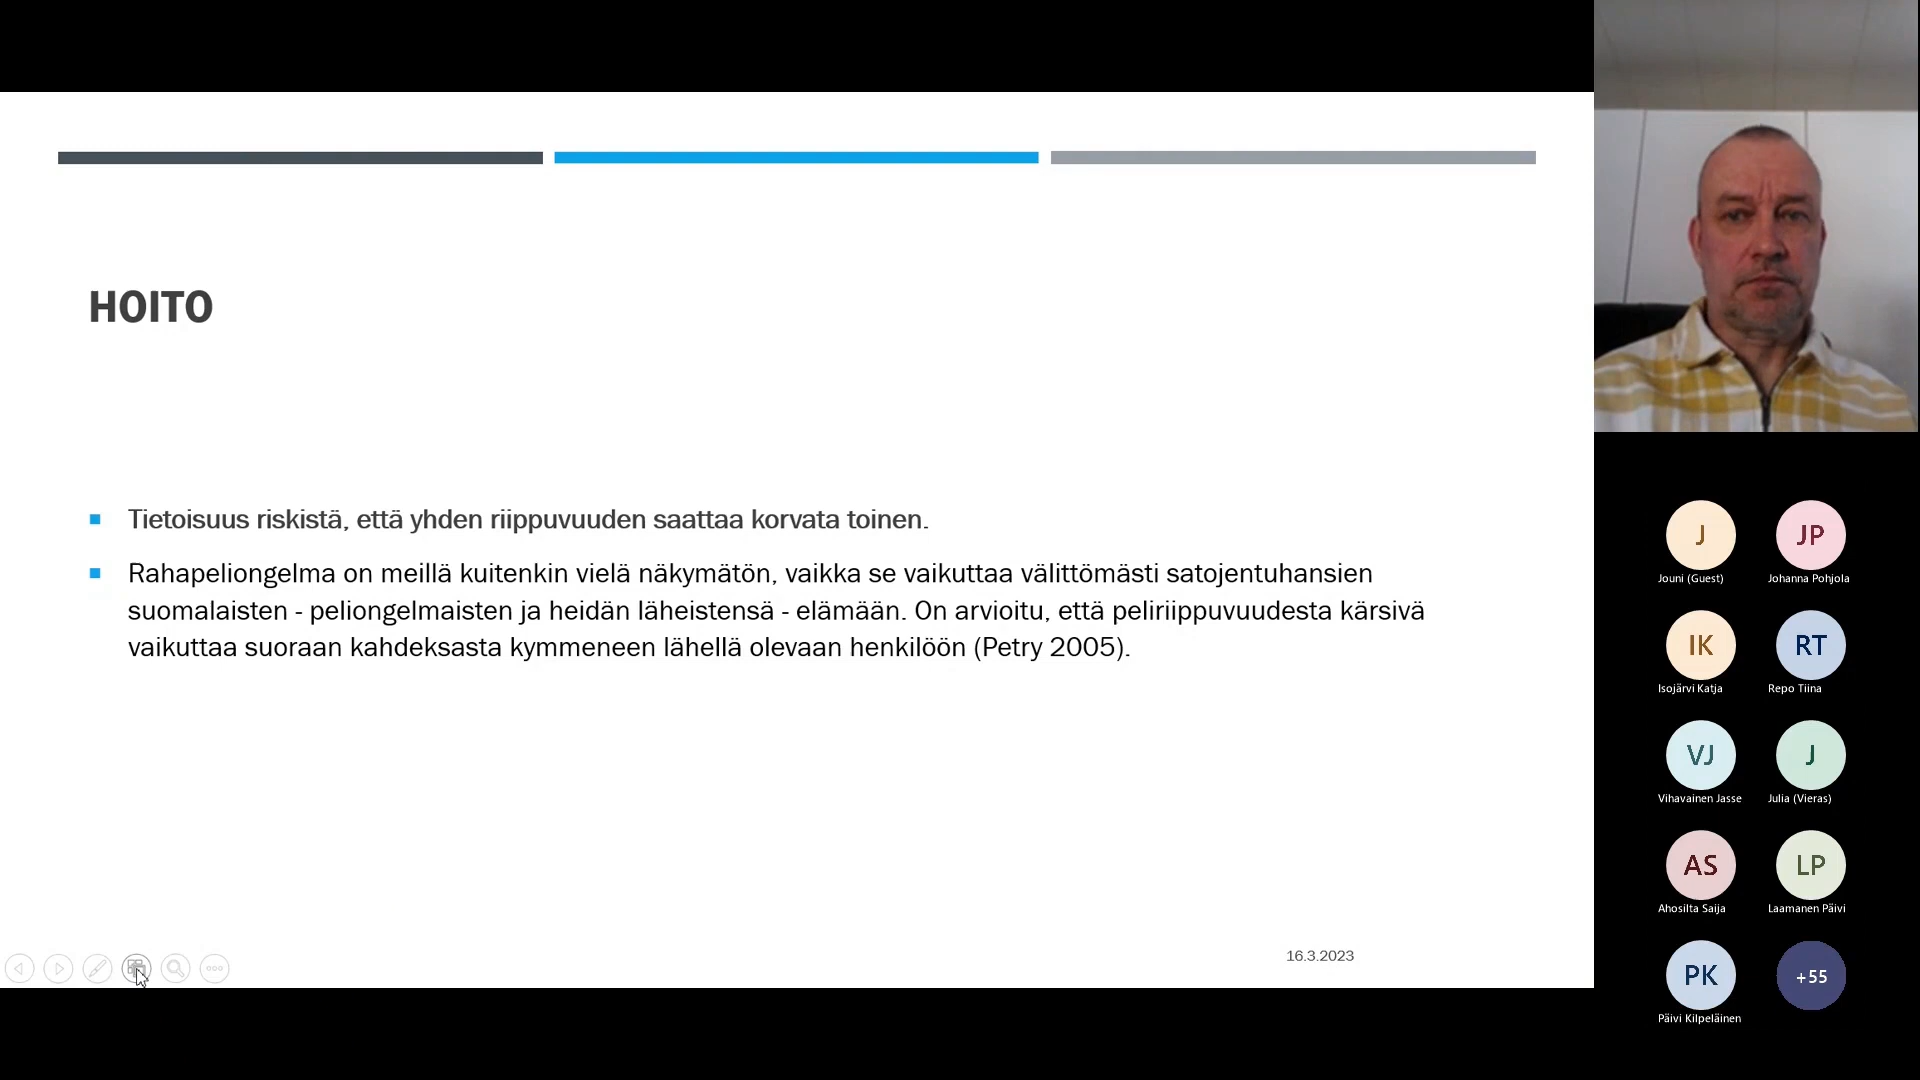 HOITO
Tietoisuus riskistä, että yhden riippuvuuden saattaa korvata toinen.
Rahapeliongelma on meillä kuitenkin vielä näkymätön, vaikka se vaikuttaa välittömästi satojentuhansien
suomalaisten - peliongelmaisten ja heidän läheistensä - elämään. On arvioitu, että peliriippuvuudesta kärsivä
vaikuttaa suoraan kahdeksasta kymmeneen lähellä olevaan henkilöön (Petry 2005).
16.3.2023
J
JP
Jouni (Guest)
Johanna Pohjola
IK
RT
Isojärvi Katja
Repo Tiina
VJ
J
Vihavainen Jasse
Julia (Vieras)
AS
LP
Ahosilta Saija
Laamanen Päivi
PK
+55
Päivi Kilpeläinen